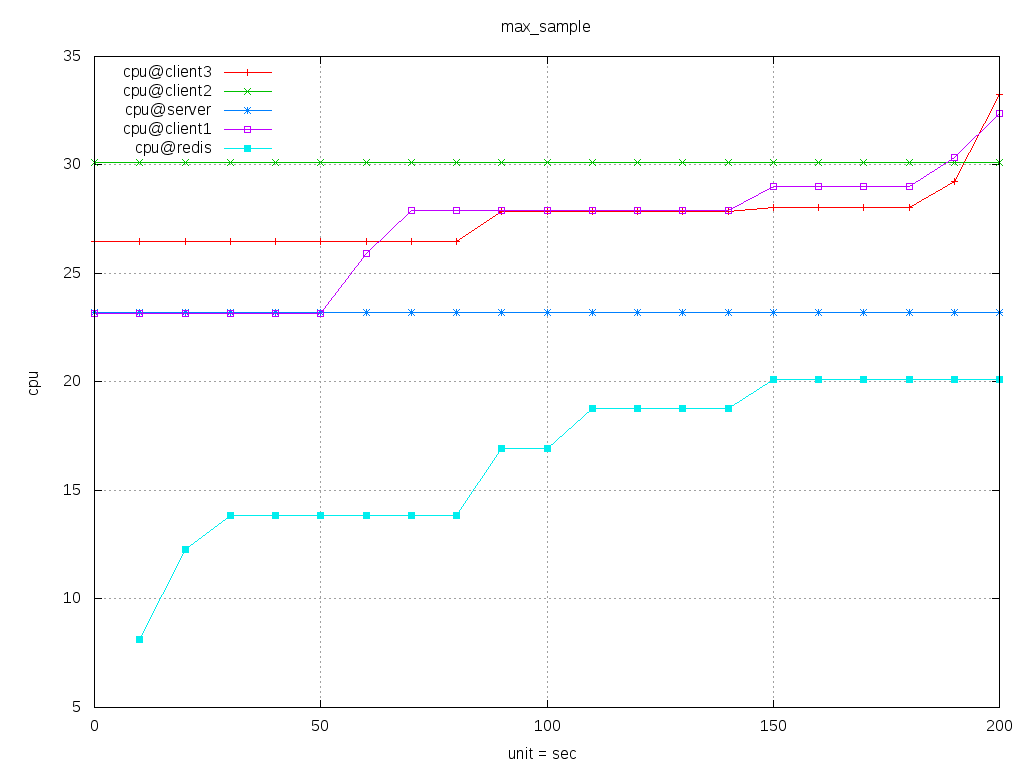 max_sample
35
30
25
20
15
10
5
cpu
cpu@client3
cpu@client2
cpu@server
cpu@client1
cpu@redis
0 50 100 150 200
unit = sec